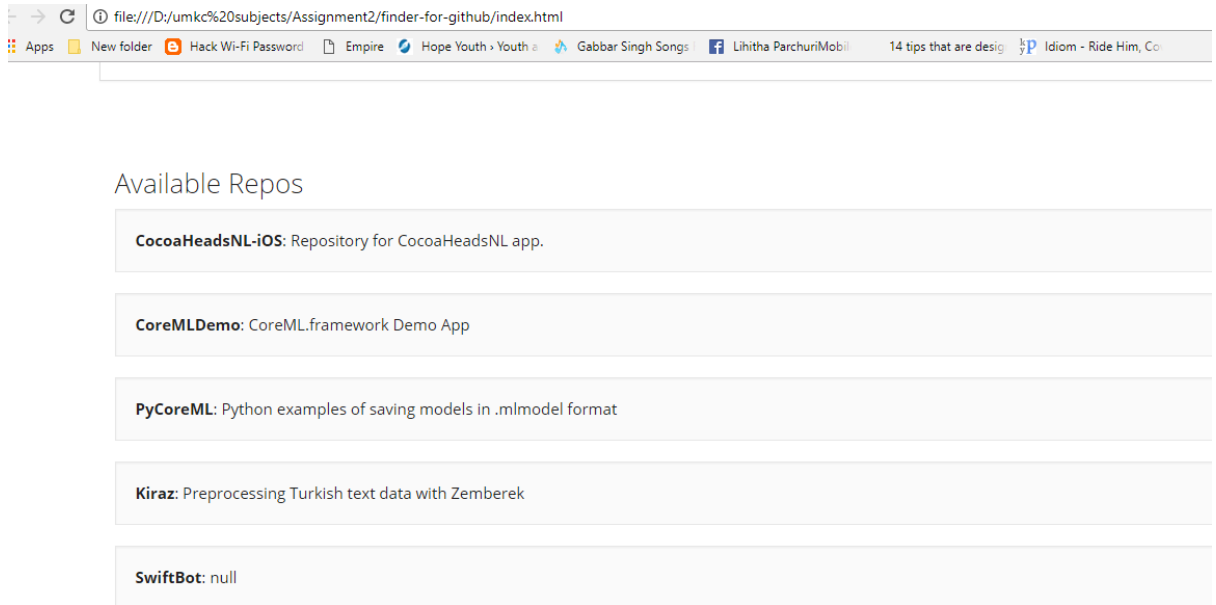 file:///D:/umkc%20subjects/Assignment2/finder-for-github/index.html
Apps New folder Hack Wi-Fi Password Empire Hope Youth › Youth a Gabbar Singh Songs Lihitha ParchuriMobil 14 tips that are desig Idiom - Ride Him, Co
Available Repos
CocoaHeadsNL-iOS: Repository for CocoaHeadsNL app.
CoreMLDemo: CoreML.framework Demo App
PyCoreML: Python examples of saving models in .mlmodel format
Kiraz: Preprocessing Turkish text data with Zemberek
SwiftBot: null